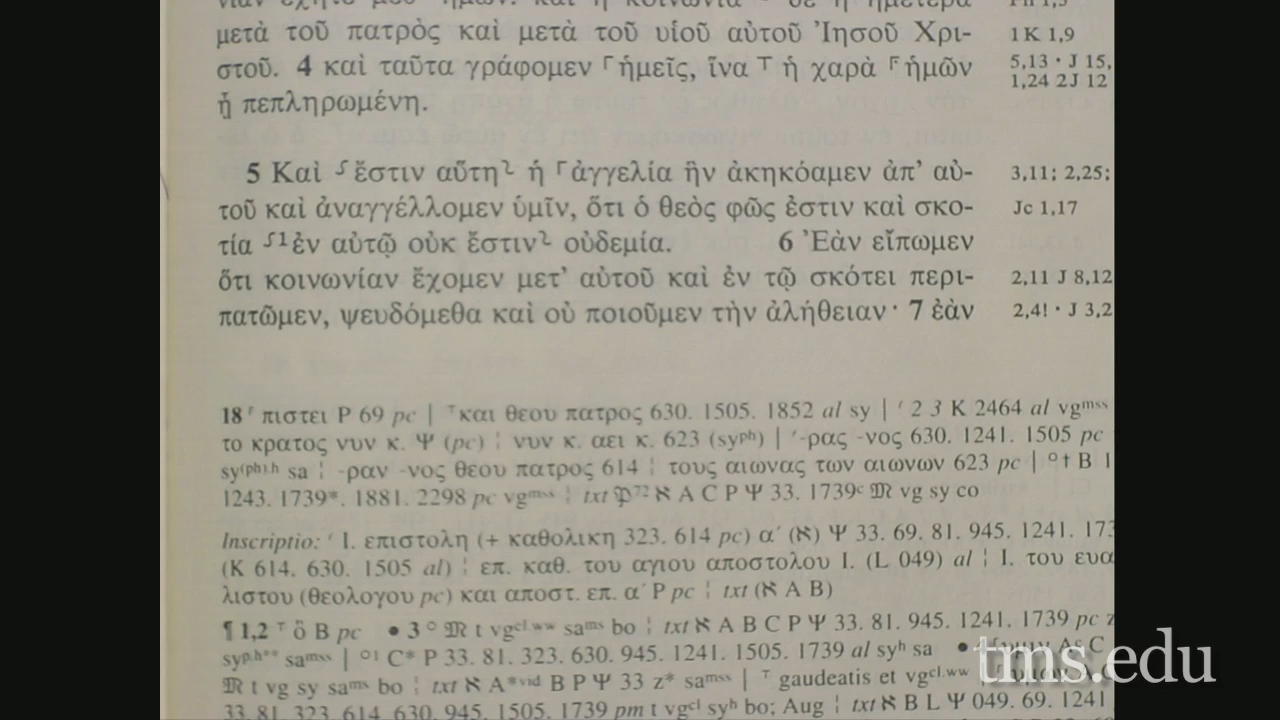 μετὰ τοῦ πατρὸς καὶ μετὰ τοῦ υἱοῦ αὐτοῦ Ἰησοῦ Χρι- 1 K 1,9
στοῦ. 4 καὶ ταῦτα γράφομεν ⸀ἡμεῖς, ἵνα ⸆ ἡ χαρὰ ⸀ἡμῶν 5,13 · J 15,
ᾖ πεπληρωμένη. 1,24 2J 12
5 Καὶ ⸂ἔστιν αὕτη⸃ ἡ ⸀ἀγγελία ἣν ἀκηκόαμεν ἀπ’ αὐ- 3,11; 2,25;
τοῦ καὶ ἀναγγέλλομεν ὑμῖν, ὅτι ὁ θεὸς φῶς ἐστιν καὶ σκο- Jc 1,17
τία ⸉1ἐν αὐτῷ οὐκ ἔστιν⸊ οὐδεμία. 6 Ἐὰν εἴπωμεν
ὅτι κοινωνίαν ἔχομεν μετ’ αὐτοῦ καὶ ἐν τῷ σκότει περι- 2,11 J 8,12
πατῶμεν, ψευδόμεθα καὶ οὐ ποιοῦμεν τὴν ἀλήθειαν· 7 ἐὰν 2,4! · J 3,2
18 ⸀ πιστει P 69 pc | ⸆και θεου πατρος 630. 1505. 1852 al sy | ⸂ 2 3 K 2464 al vgᵐˢˢ
το κρατος νυν κ. Ψ (pc) ¦ νυν κ. αει κ. 623 (syᵖʰ) | ⸂-ρας -νος 630. 1241. 1505 pc
sy⁽ᵖʰ⁾·ʰ sa ¦ -ραν -νος θεου πατρος 614 ¦ τους αιωνας των αιωνων 623 pc | °† B 1
1243. 1739*. 1881. 2298 pc vgᵐˢˢ ¦ txt 𝔓⁷² ℵ A C P Ψ 33. 1739ᶜ 𝔐 vg sy co
Inscriptio: ⸂ Ι. επιστολη (+ καθολικη 323. 614 pc) α′ (ℵ) Ψ 33. 69. 81. 945. 1241. 173
(K 614. 630. 1505 al) ¦ επ. καθ. του αγιου αποστολου Ι. (L 049) al ¦ Ι. του ευα
λιστου (θεολογου pc) και αποστ. επ. α′ P pc ¦ txt (ℵ A B)
¶ 1,2 ⸆ ὃ B pc • 3 ° 𝔐 t vgᶜˡ·ʷʷ saᵐˢ bo ¦ txt ℵ A B C P Ψ 33. 81. 945. 1241. 1739 pc z
syᵖ·ʰ** saᵐˢˢ | °¹ C* P 33. 81. 323. 630. 945. 1241. 1505. 1739 al syʰ sa •
𝔐 t vg sy saᵐˢ bo ¦ txt ℵ A*ᵛⁱᵈ B P Ψ 33 z* saᵐˢˢ | ⸆ gaudeatis et vgᶜˡ·ʷʷ
33. 81. 323. 614. 630. 945. 1505. 1739 pm t vgᶜˡ syʰ bo; Aug ¦ txt ℵ B L Ψ 049. 69. 1241
tms.edu